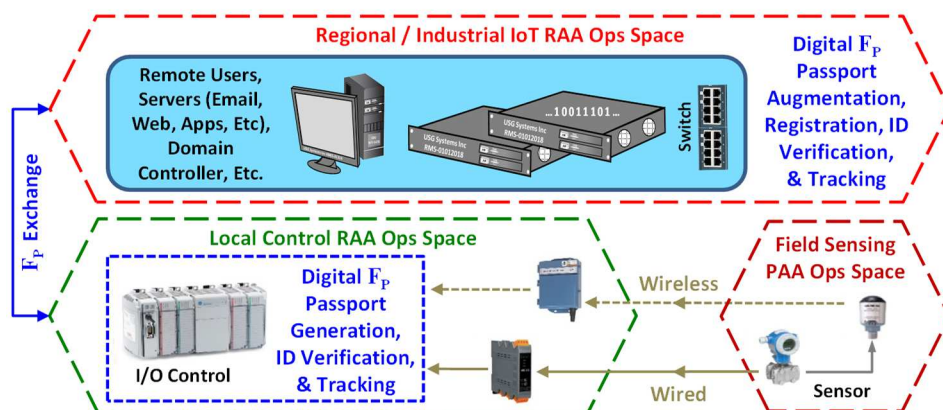 Regional / Industrial IoT RAA Ops Space
Remote Users,
Servers (Email,
Web, Apps, Etc),
Domain
Controller, Etc.
USG Systems Inc
RMS-01012018
...10011101...
USG Systems Inc
RMS-01012018
Switch
Digital FP
Passport
Augmentation,
Registration, ID
Verification,
& Tracking
FP Exchange
Local Control RAA Ops Space
I/O Control
Digital FP
Passport
Generation,
ID Verification,
& Tracking
Wireless
Wired
Field Sensing
PAA Ops Space
Sensor